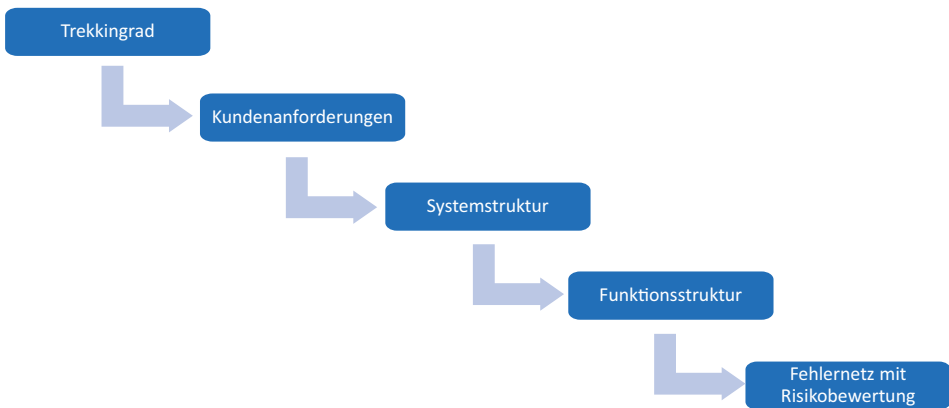 Trekkingrad
Kundenanforderungen
Systemstruktur
Funktionsstruktur
Fehlernetz mit
Risikobewertung